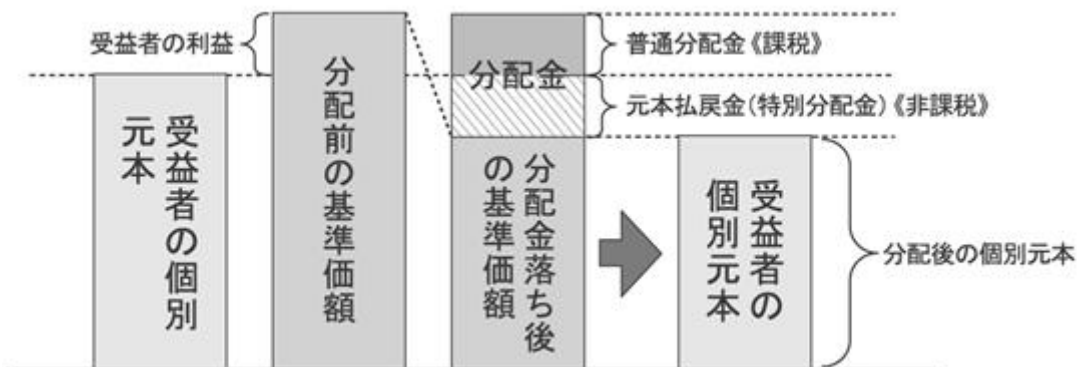 受益者の利益
受益者の個別
元本
分配前の基準価額
分配金
分配金落ち後
の基準価額
普通分配金《課税》
元本払戻金(特別分配金)《非課税》
受益者の
個別元本
分配後の個別元本